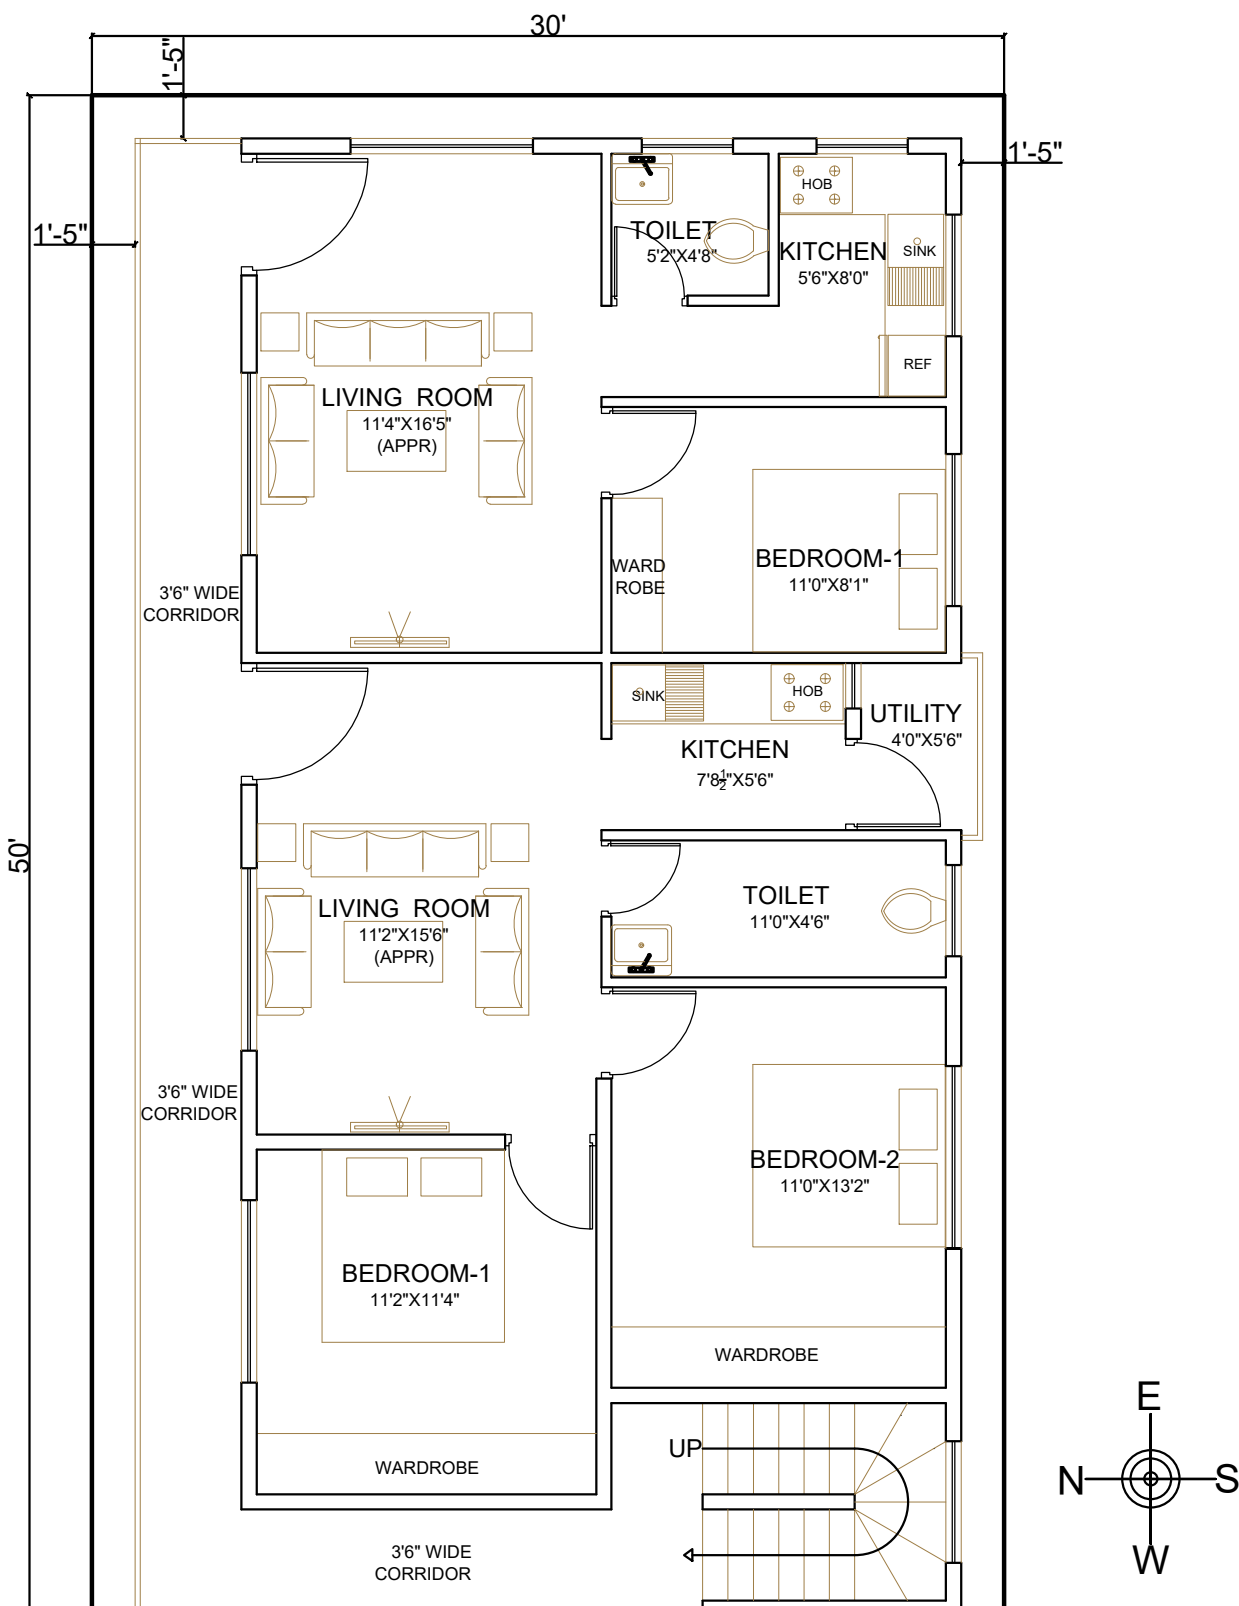 30'
1'-5"
1'-5"
1'-5"
HOB
TOILET
5'2"X4'8"
KITCHEN
5'6"X8'0"
SINK
REF
LIVING ROOM
11'4"X16'5"
(APPR)
BEDROOM-1
11'0"X8'1"
WARD
ROBE
3'6" WIDE
CORRIDOR
SINK
HOB
UTILITY
4'0"X5'6"
KITCHEN
7'8½"X5'6"
50'
TOILET
11'0"X4'6"
LIVING ROOM
11'2"X15'6"
(APPR)
3'6" WIDE
CORRIDOR
BEDROOM-2
11'0"X13'2"
BEDROOM-1
11'2"X11'4"
WARDROBE
WARDROBE
UP
3'6" WIDE
CORRIDOR
E
N
S
W